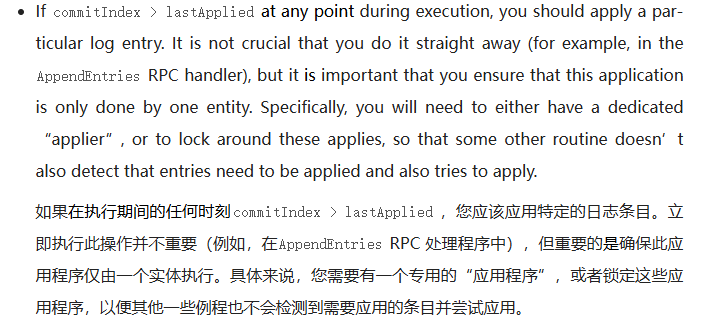 • If commitIndex > lastApplied at any point during execution, you should apply a par-
ticular log entry. It is not crucial that you do it straight away (for example, in the
AppendEntries RPC handler), but it is important that you ensure that this application
is only done by one entity. Specifically, you will need to either have a dedicated
“applier”, or to lock around these applies, so that some other routine doesn’t
also detect that entries need to be applied and also tries to apply.
如果在执行期间的任何时刻commitIndex > lastApplied ，您应该应用特定的日志条目。立
即执行此操作并不重要（例如，在AppendEntries RPC 处理程序中），但重要的是确保此应
用程序仅由一个实体执行。具体来说，您需要有一个专用的“应用程序”，或者锁定这些应
用程序，以便其他一些例程也不会检测到需要应用的条目并尝试应用。